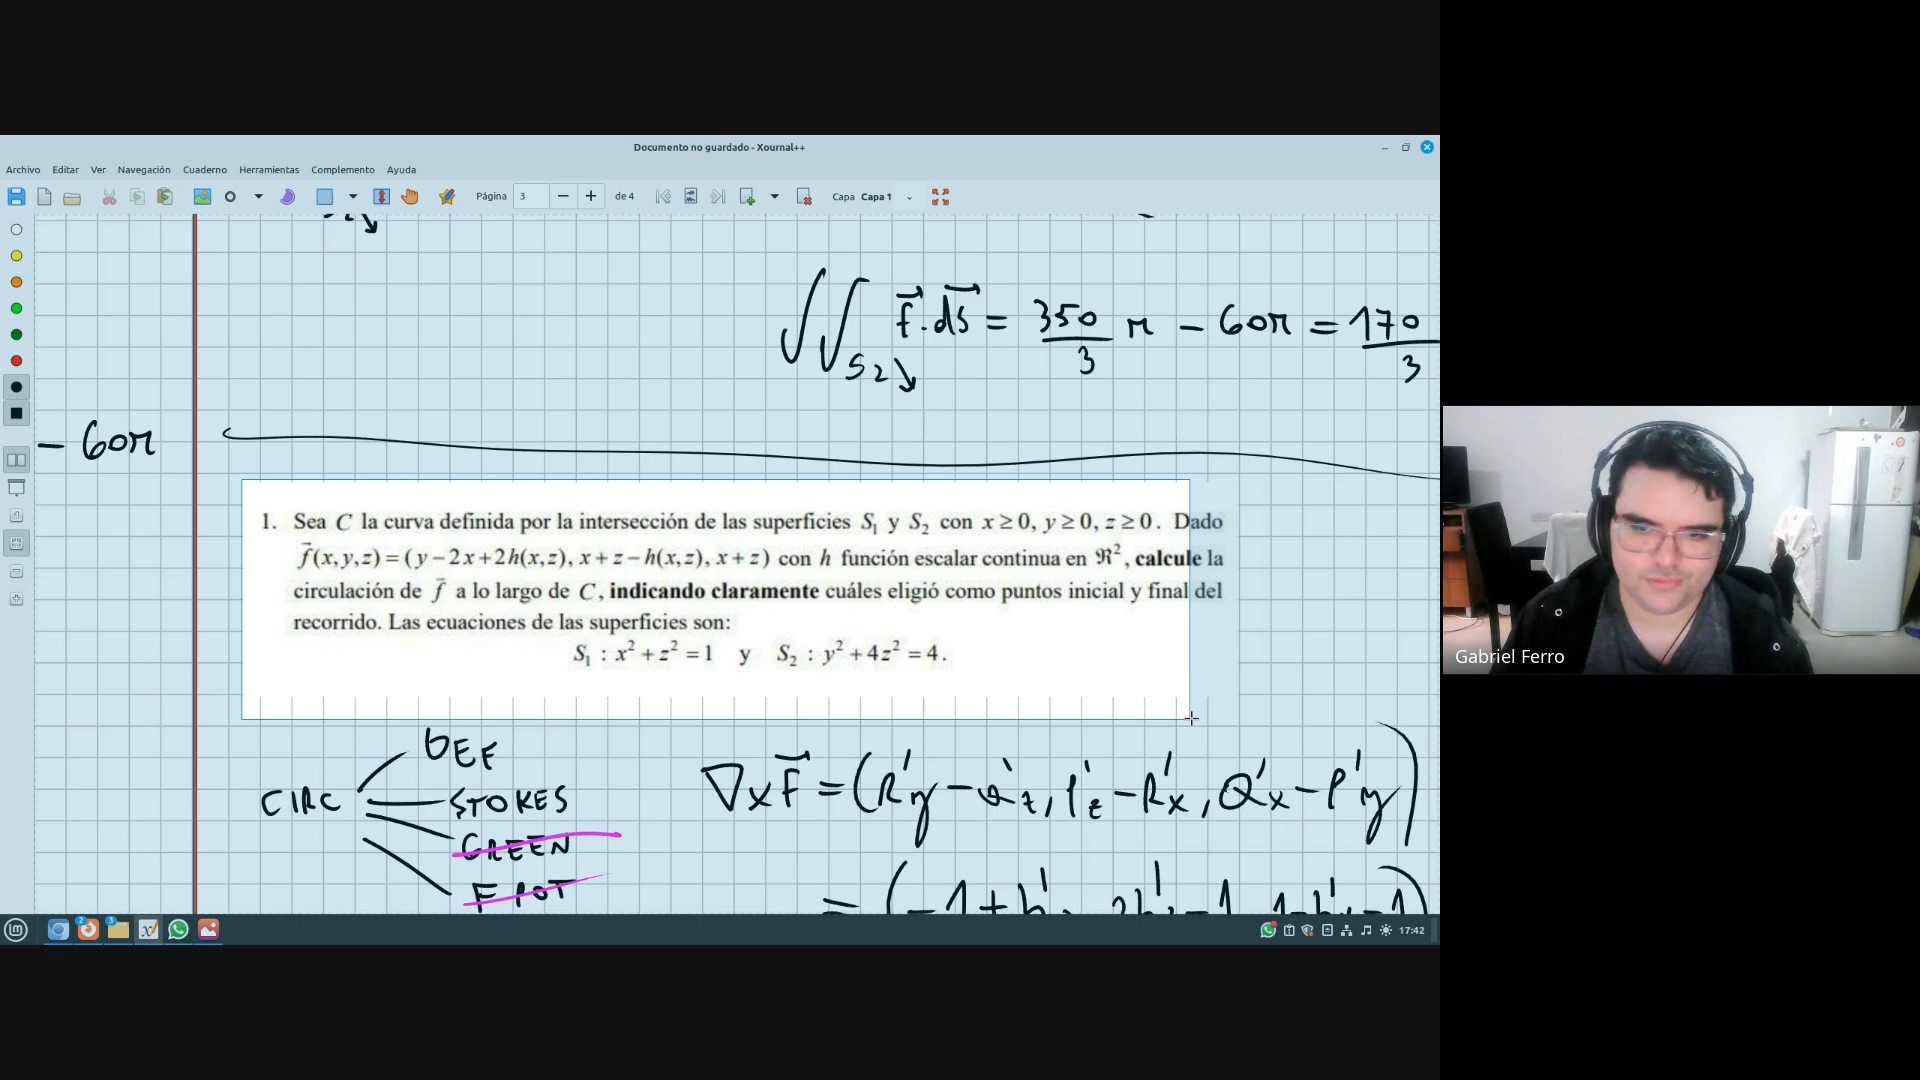 Documento no guardado - Xournal++
Archivo Editar Ver Navegación Cuaderno Herramientas Complemento Ayuda
Página 3 de 4 Capa Capa 1
∬ S₂ f⃗ · dS⃗ = 350/3 π − 60π = 170/3
− 60π
1. Sea C la curva definida por la intersección de las superficies S₁ y S₂ con x ≥ 0, y ≥ 0, z ≥ 0. Dado
f̄(x,y,z) = (y − 2x + 2h(x,z), x + z − h(x,z), x + z) con h función escalar continua en ℜ², calcule la
circulación de f̄ a lo largo de C, indicando claramente cuáles eligió como puntos inicial y final del
recorrido. Las ecuaciones de las superficies son:
S₁ : x² + z² = 1 y S₂ : y² + 4z² = 4.
CIRC
DEF
STOKES
GREEN
F POT
∇×F⃗ = (R'y − Q'z, P'z − R'x, Q'x − P'y)
Gabriel Ferro
2 3 17:42